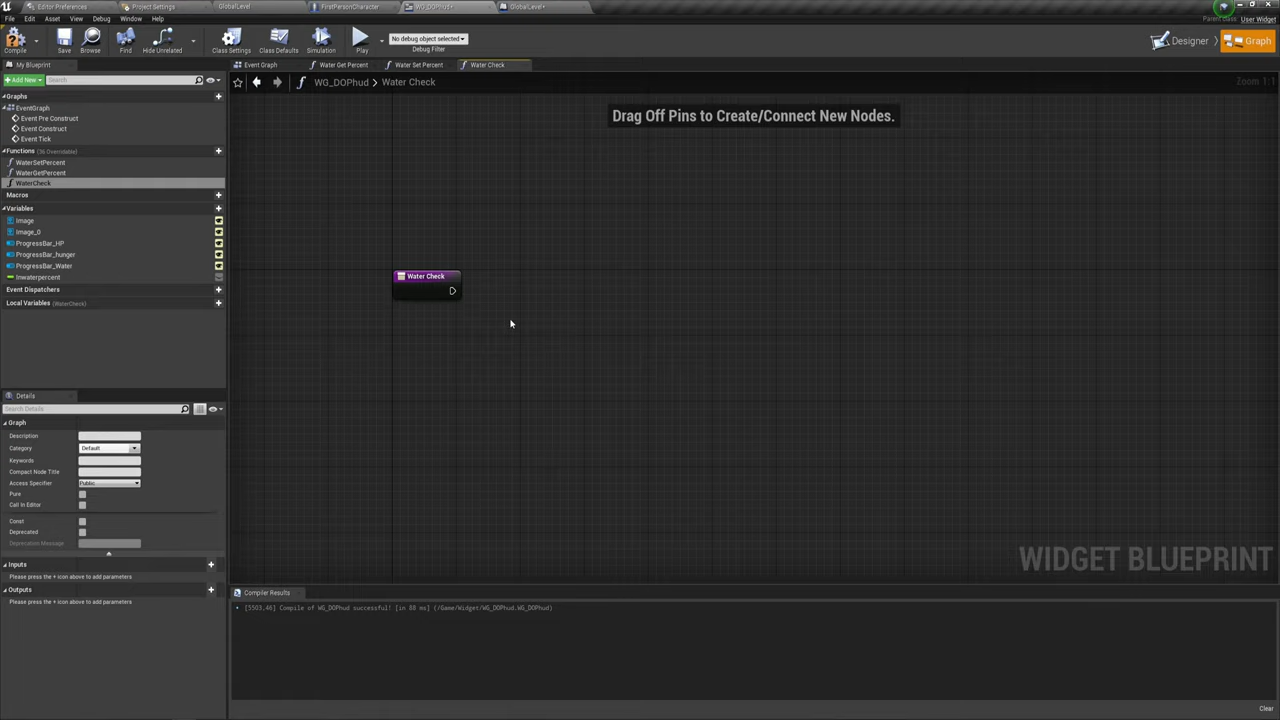 Editor Preferences
Project Settings
GlobalLevel
FirstPersonCharacter
WG_DOPhud*
GlobalLevel*
File Edit Asset View Debug Window Help
Parent class:
User Widget
Compile
Save
Browse
Find
Hide Unrelated
Class Settings
Class Defaults
Simulation
Play
No debug object selected
Debug Filter
Designer
Graph
My Blueprint
Event Graph
Water Get Percent
Water Set Percent
Water Check
Add New
Search
WG_DOPhud > Water Check
Zoom 1:1
Drag Off Pins to Create/Connect New Nodes.
Graphs
EventGraph
Event Pre Construct
Event Construct
Event Tick
Functions (36 Overridable)
WaterSetPercent
WaterGetPercent
WaterCheck
Macros
Variables
Image
Image_0
ProgressBar_HP
ProgressBar_hunger
ProgressBar_Water
Inwaterpercent
Event Dispatchers
Local Variables (WaterCheck)
Water Check
Details
Search Details
Graph
Description
Category
Default
Keywords
Compact Node Title
Access Specifier
Public
Pure
Call In Editor
Const
Deprecated
Deprecation Message
Inputs
Please press the + icon above to add parameters
Outputs
Please press the + icon above to add parameters
WIDGET BLUEPRINT
Compiler Results
[5503,46] Compile of WG_DOPhud successful! [in 88 ms] (/Game/Widget/WG_DOPhud.WG_DOPhud)
Clear